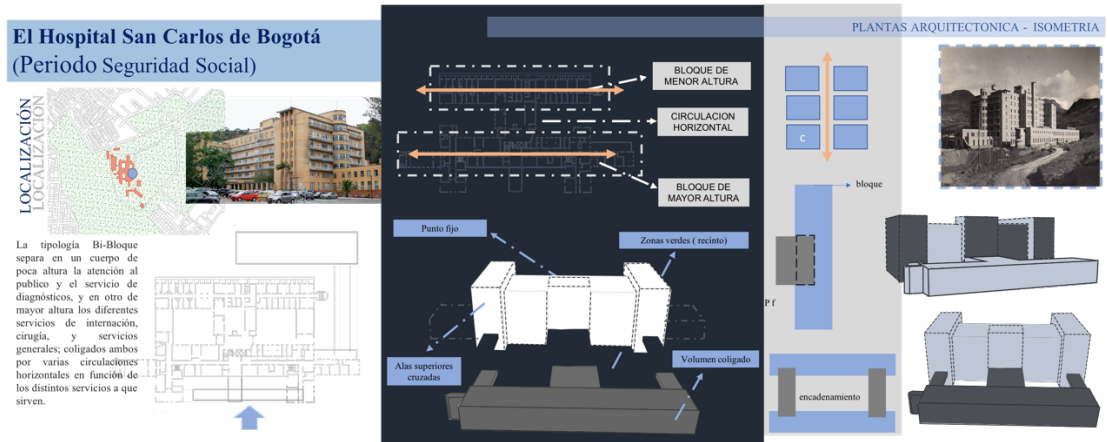 El Hospital San Carlos de Bogotá
(Periodo Seguridad Social)
LOCALIZACIÓN
LOCALIZACIÓN
La tipología Bi-Bloque
separa en un cuerpo de
poca altura la atención al
publico y el servicio de
diagnósticos, y en otro de
mayor altura los diferentes
servicios de internación,
cirugía, y servicios
generales; coligados ambos
por varias circulaciones
horizontales en función de
los distintos servicios a que
sirven.
BLOQUE DE
MENOR ALTURA
CIRCULACION
HORIZONTAL
BLOQUE DE
MAYOR ALTURA
Punto fijo
Zonas verdes ( recinto)
Alas superiores
cruzadas
Volumen coligado
PLANTAS ARQUITECTONICA - ISOMETRIA
C
bloque
P f
encadenamiento